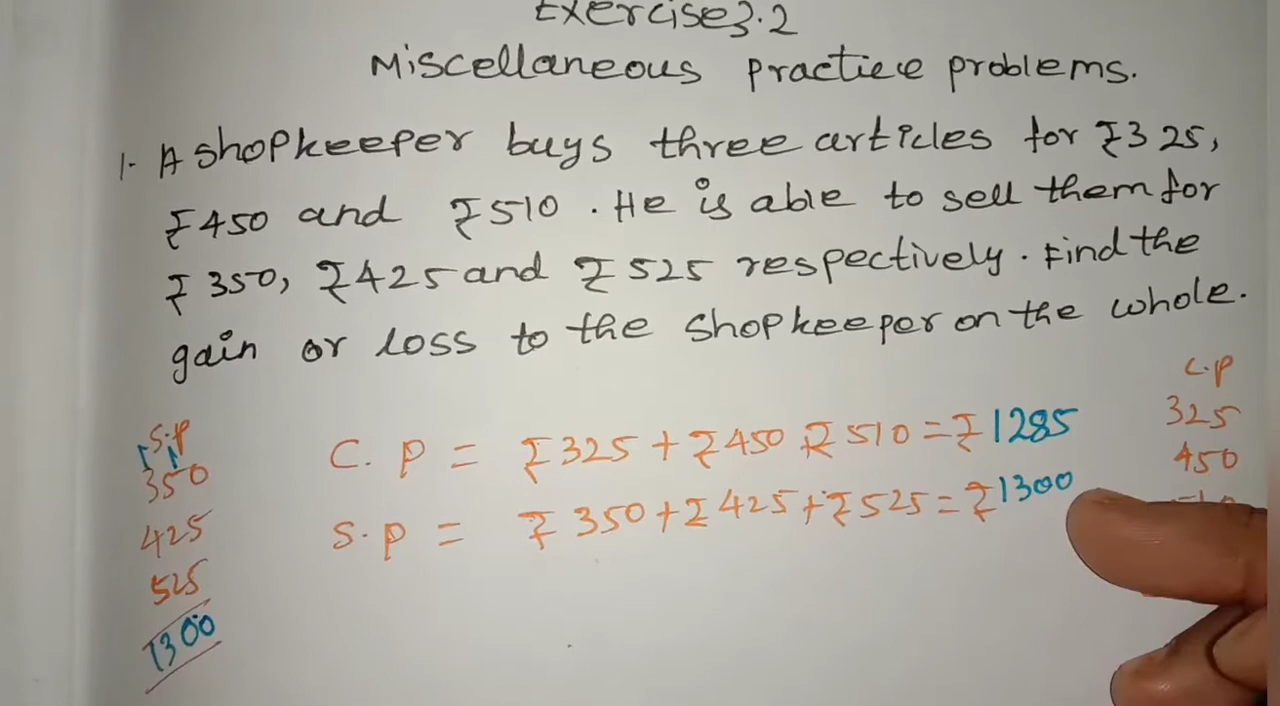 Exercise3.2
Miscellaneous practice problems.
1. A shopkeeper buys three articles for ₹325,
₹450 and ₹510. He is able to sell them for
₹350, ₹425 and ₹525 respectively. Find the
gain or loss to the shopkeeper on the whole.
C.P = ₹325 + ₹450 ₹510 = ₹1285
S.P = ₹350 + ₹425 + ₹525 = ₹1300
S.P
350
425
525
1300
C.P
325
450